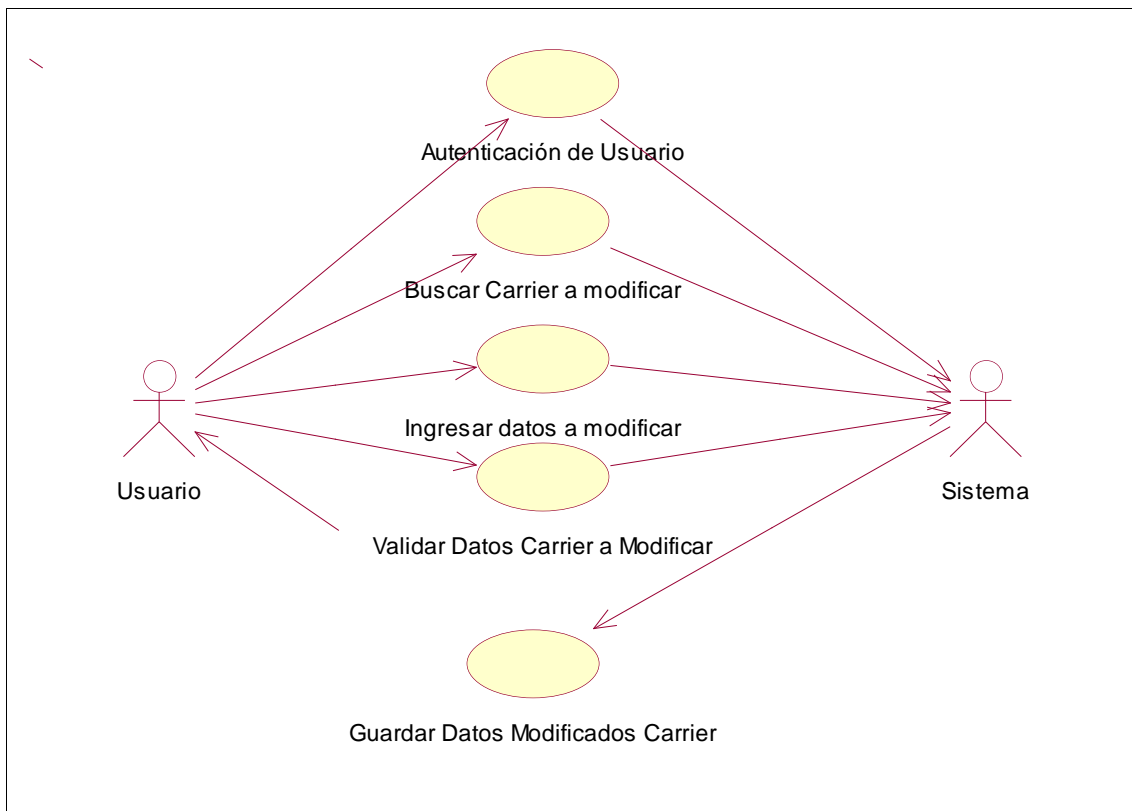 Autenticación de Usuario
Buscar Carrier a modificar
Ingresar datos a modificar
Usuario
Sistema
Validar Datos Carrier a Modificar
Guardar Datos Modificados Carrier